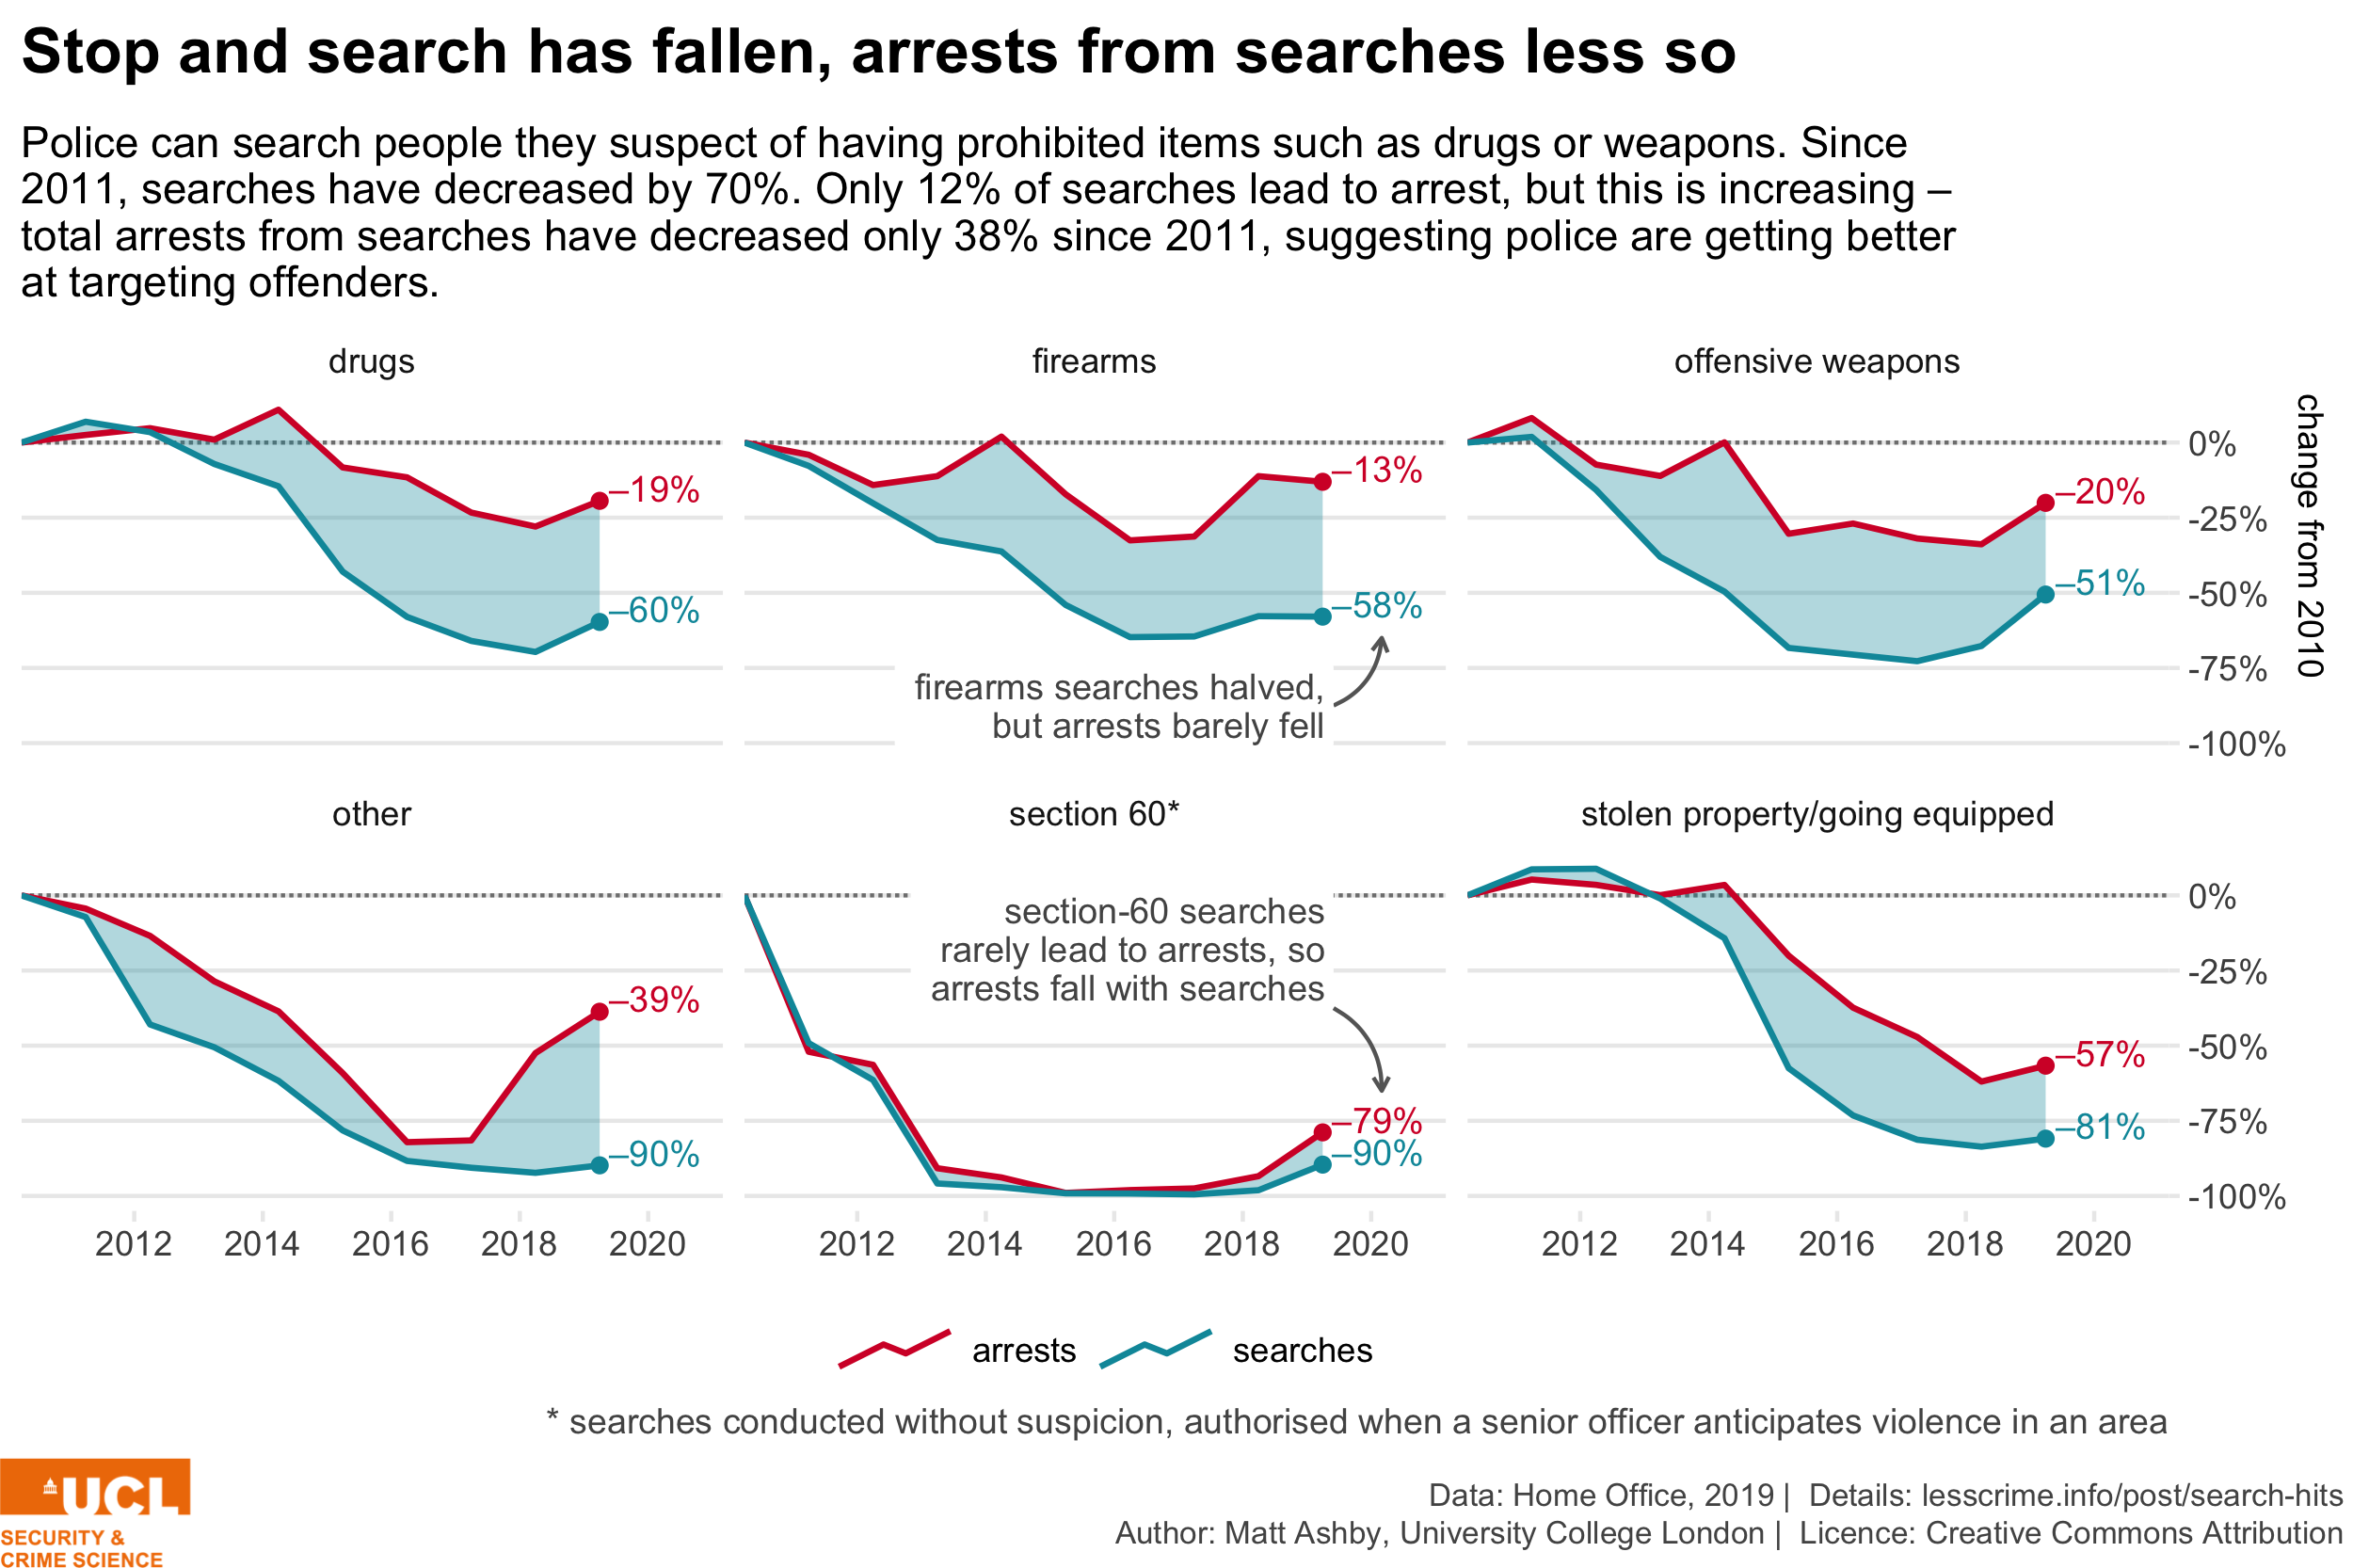 Stop and search has fallen, arrests from searches less so
Police can search people they suspect of having prohibited items such as drugs or weapons. Since
2011, searches have decreased by 70%. Only 12% of searches lead to arrest, but this is increasing –
total arrests from searches have decreased only 38% since 2011, suggesting police are getting better
at targeting offenders.
drugs
–19%
–60%
firearms
–13%
–58%
firearms searches halved,
but arrests barely fell
offensive weapons
–20%
–51%
0%
-25%
-50%
-75%
-100%
change from 2010
other
–39%
–90%
section 60*
section-60 searches
rarely lead to arrests, so
arrests fall with searches
–79%
–90%
stolen property/going equipped
–57%
–81%
0%
-25%
-50%
-75%
-100%
2012 2014 2016 2018 2020
2012 2014 2016 2018 2020
2012 2014 2016 2018 2020
arrests searches
* searches conducted without suspicion, authorised when a senior officer anticipates violence in an area
UCL
SECURITY &
CRIME SCIENCE
Data: Home Office, 2019 | Details: lesscrime.info/post/search-hits
Author: Matt Ashby, University College London | Licence: Creative Commons Attribution